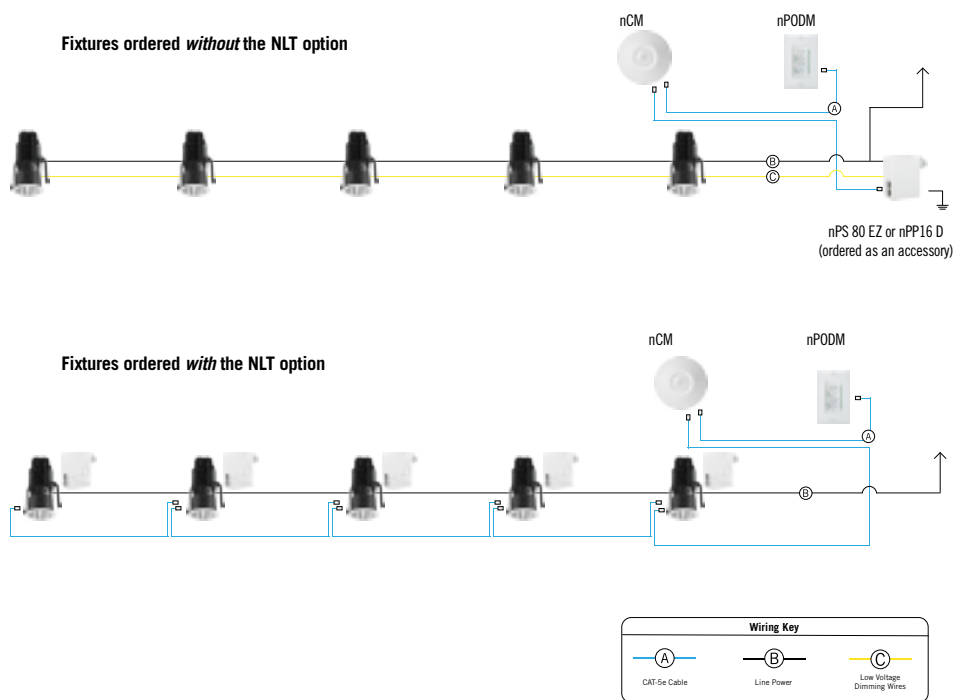 Fixtures ordered without the NLT option
nCM
nPODM
A
B
C
nPS 80 EZ or nPP16 D
(ordered as an accessory)
Fixtures ordered with the NLT option
nCM
nPODM
A
B
Wiring Key
A
B
C
CAT-5e Cable
Line Power
Low Voltage
Dimming Wires